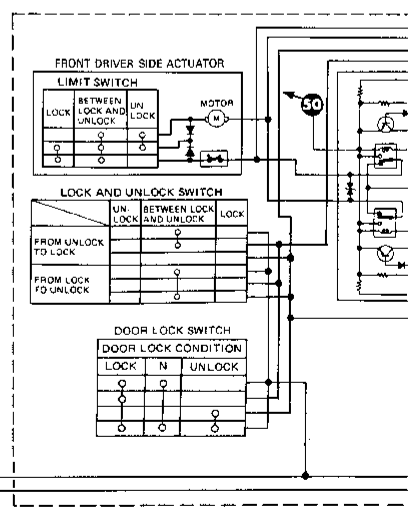 FRONT DRIVER SIDE ACTUATOR
LIMIT SWITCH
LOCK
BETWEEN
LOCK AND
UNLOCK
UN
LOCK
MOTOR
M
50
LOCK AND UNLOCK SWITCH
UN-
LOCK
BETWEEN LOCK
AND UNLOCK
LOCK
FROM UNLOCK
TO LOCK
FROM LOCK
TO UNLOCK
DOOR LOCK SWITCH
DOOR LOCK CONDITION
LOCK N UNLOCK